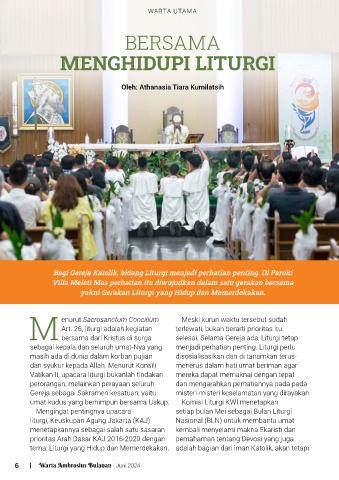 WARTA UTAMA
BERSAMA
MENGHIDUPI LITURGI
Oleh: Athanasia Tiara Kumilatsih
Bagi Gereja Katolik, bidang Liturgi menjadi perhatian penting. Di Paroki
Villa Melati Mas perhatian itu diwujudkan dalam satu gerakan bersama
yakni Gerakan Liturgi yang Hidup dan Memerdekakan.
Menurut Sacrosanctum Concilium
Art. 26, liturgi adalah kegiatan
bersama dari Kristus di surga
sebagai kepala dan seluruh umat-Nya yang
masih ada di dunia dalam korban pujian
dan syukur kepada Allah. Menurut Konsili
Vatikan II, upacara liturgi bukanlah tindakan
perorangan, melainkan perayaan seluruh
Gereja sebagai Sakramen kesatuan, yaitu
umat kudus yang berhimpun bersama Uskup.
Mengingat pentingnya upacara
liturgi, Keuskupan Agung Jakarta (KAJ)
menetapkannya sebagai salah satu sasaran
prioritas Arah Dasar KAJ 2016-2020 dengan
tema: Liturgi yang Hidup dan Memerdekakan.
Meski kurun waktu tersebut sudah
terlewati, bukan berarti prioritas itu
selesai. Selama Gereja ada, Liturgi tetap
menjadi perhatian penting. Liturgi perlu
disosialisasikan dan di tanamkan terus-
menerus dalam hati umat beriman agar
mereka dapat memaknai dengan tepat
dan mengarahkan perhatiannya pada pada
misteri-misteri keselamatan yang dirayakan.
Komisi Liturgi KWI menetapkan
setiap bulan Mei sebagai Bulan Liturgi
Nasional (BLN) untuk membantu umat
kembali menyelami makna Ekaristi dan
pemahaman tentang Devosi yang juga
adalah bagian dari iman Katolik, akan tetapi
6 | Warta Ambrosius Bulanan · Juni 2024